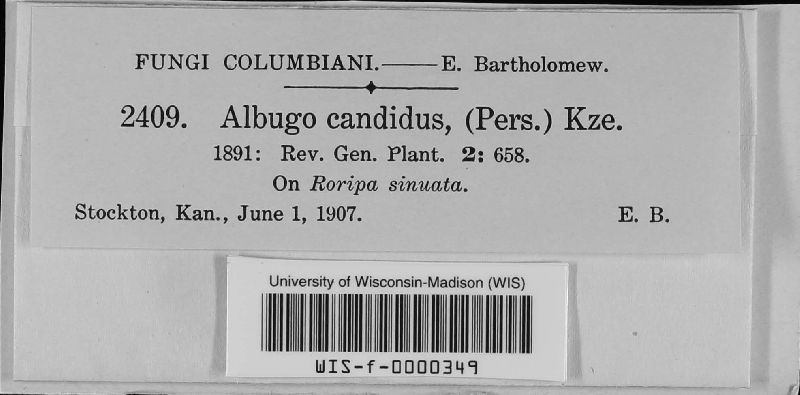 FUNGI COLUMBIANI.——E. Bartholomew.
2409. Albugo candidus, (Pers.) Kze.
1891: Rev. Gen. Plant. 2: 658.
On Roripa sinuata.
Stockton, Kan., June 1, 1907. E. B.
University of Wisconsin-Madison (WIS)
WIS-f-0000349